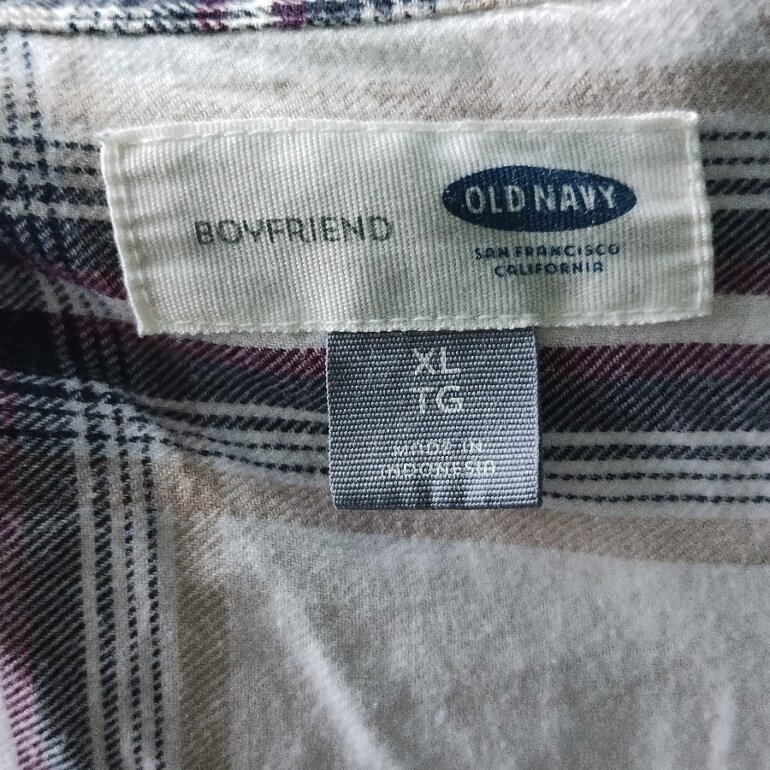 BOYFRIEND
OLD NAVY
SAN FRANCISCO
CALIFORNIA
XL
TG
MADE IN
INDONESIA